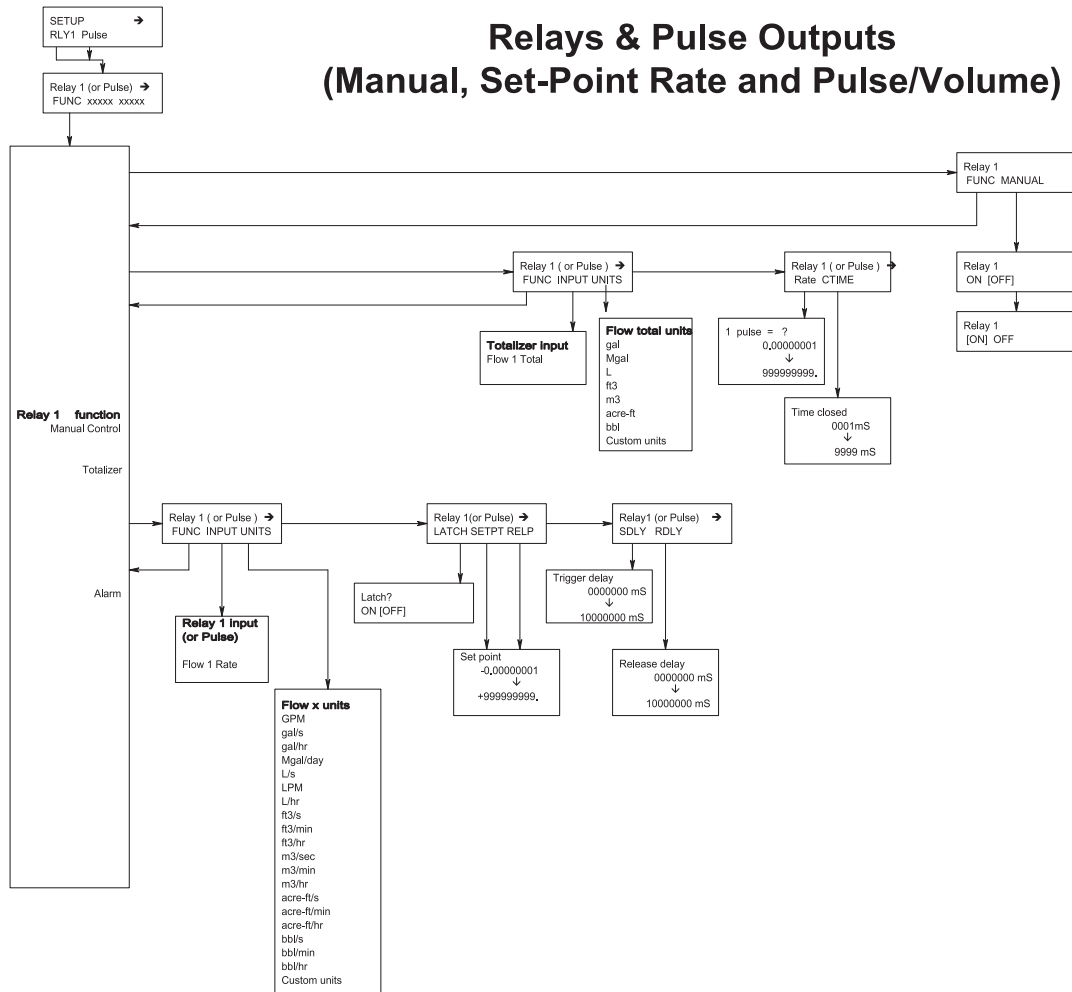 Relays & Pulse Outputs
(Manual, Set-Point Rate and Pulse/Volume)
SETUP ➔
RLY1 Pulse
Relay 1 (or Pulse) ➔
FUNC xxxxx xxxxx
Relay 1
FUNC MANUAL
Relay 1 ( or Pulse ) ➔
FUNC INPUT UNITS
Relay 1 ( or Pulse ) ➔
Rate CTIME
Relay 1
ON [OFF]
Relay 1
[ON] OFF
Totalizer input
Flow 1 Total
Flow total units
gal
Mgal
L
ft3
m3
acre-ft
bbl
Custom units
1 pulse = ?
0.00000001
↓
999999999.
Time closed
0001mS
↓
9999 mS
Relay 1 function
Manual Control
Totalizer
Alarm
Relay 1 ( or Pulse ) ➔
FUNC INPUT UNITS
Relay 1(or Pulse) ➔
LATCH SETPT RELP
Relay1 (or Pulse) ➔
SDLY RDLY
Latch?
ON [OFF]
Trigger delay
0000000 mS
↓
10000000 mS
Relay 1 input
(or Pulse)
Flow 1 Rate
Set point
-0.00000001
↓
+999999999.
Release delay
0000000 mS
↓
10000000 mS
Flow x units
GPM
gal/s
gal/hr
Mgal/day
L/s
LPM
L/hr
ft3/s
ft3/min
ft3/hr
m3/sec
m3/min
m3/hr
acre-ft/s
acre-ft/min
acre-ft/hr
bbl/s
bbl/min
bbl/hr
Custom units